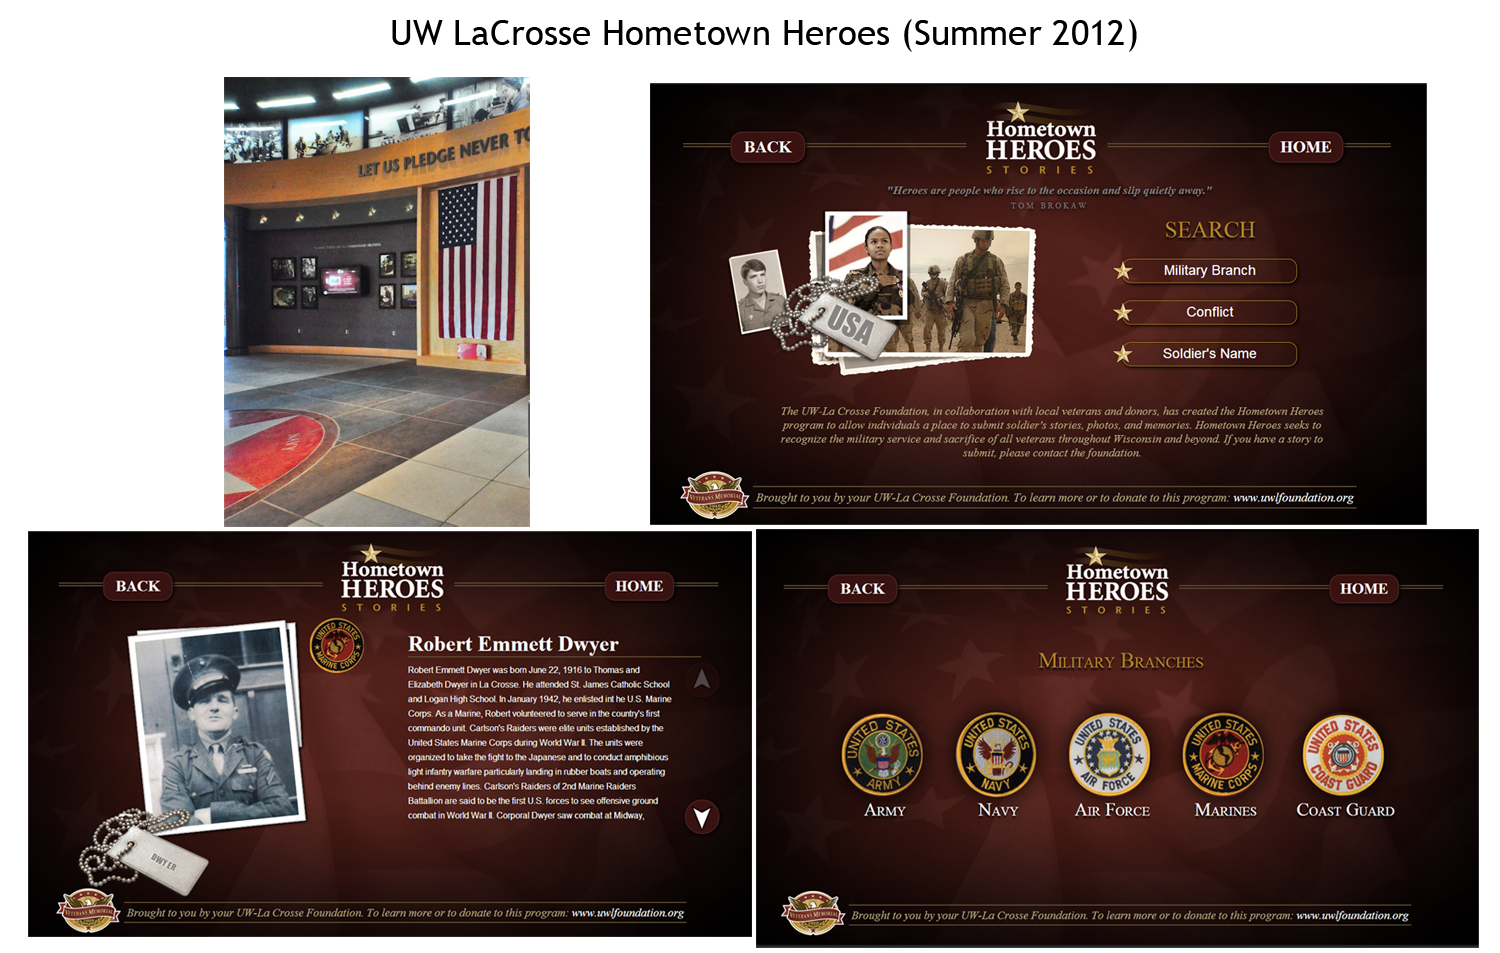 UW LaCrosse Hometown Heroes (Summer 2012)
LET US PLEDGE NEVER TO
Hometown
HEROES
STORIES
BACK
HOME
"Heroes are people who rise to the occasion and slip quietly away."
TOM BROKAW
SEARCH
Military Branch
Conflict
Soldier's Name
USA
The UW-La Crosse Foundation, in collaboration with local veterans and donors, has created the Hometown Heroes
program to allow individuals a place to submit soldier's stories, photos, and memories. Hometown Heroes seeks to
recognize the military service and sacrifice of all veterans throughout Wisconsin and beyond. If you have a story to
submit, please contact the foundation.
VETERANS MEMORIAL
Brought to you by your UW-La Crosse Foundation. To learn more or to donate to this program: www.uwlfoundation.org
Hometown
HEROES
STORIES
BACK
HOME
UNITED STATES
MARINE CORPS
Robert Emmett Dwyer
Robert Emmett Dwyer was born June 22, 1916 to Thomas and
Elizabeth Dwyer in La Crosse. He attended St. James Catholic School
and Logan High School. In January 1942, he enlisted int he U.S. Marine
Corps. As a Marine, Robert volunteered to serve in the country's first
commando unit. Carlson's Raiders were elite units established by the
United States Marine Corps during World War II. The units were
organized to take the fight to the Japanese and to conduct amphibious
light infantry warfare particularly landing in rubber boats and operating
behind enemy lines. Carlson's Raiders of 2nd Marine Raiders
Battallion are said to be the first U.S. forces to see offensive ground
combat in World War II. Corporal Dwyer saw combat at Midway,
DWYER
VETERANS MEMORIAL
Brought to you by your UW-La Crosse Foundation. To learn more or to donate to this program: www.uwlfoundation.org
Hometown
HEROES
STORIES
BACK
HOME
MILITARY BRANCHES
UNITED STATES
ARMY
UNITED STATES
NAVY
UNITED STATES
AIR FORCE
UNITED STATES
MARINE CORPS
UNITED STATES
COAST GUARD
ARMY
NAVY
AIR FORCE
MARINES
COAST GUARD
VETERANS MEMORIAL
Brought to you by your UW-La Crosse Foundation. To learn more or to donate to this program: www.uwlfoundation.org